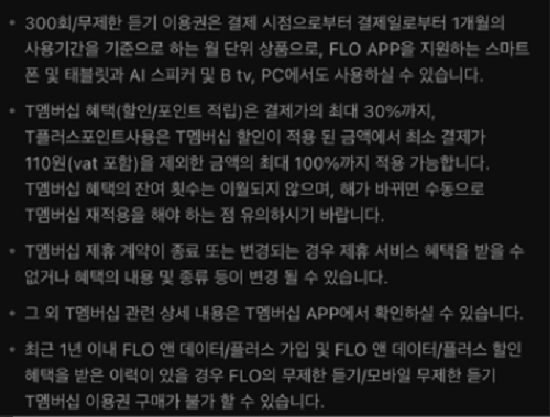 • 300회/무제한 듣기 이용권은 결제 시점으로부터 결제일로부터 1개월의
사용기간을 기준으로 하는 월 단위 상품으로, FLO APP을 지원하는 스마트
폰 및 태블릿과 AI 스피커 및 B tv, PC에서도 사용하실 수 있습니다.
• T멤버십 혜택(할인/포인트 적립)은 결제가의 최대 30%까지,
T플러스포인트사용은 T멤버십 할인이 적용 된 금액에서 최소 결제가
110원(vat 포함)을 제외한 금액의 최대 100%까지 적용 가능합니다.
T멤버십 혜택의 잔여 횟수는 이월되지 않으며, 해가 바뀌면 수동으로
T멤버십 재적용을 해야 하는 점 유의하시기 바랍니다.
• T멤버십 제휴 계약이 종료 또는 변경되는 경우 제휴 서비스 혜택을 받을 수
없거나 혜택의 내용 및 종류 등이 변경 될 수 있습니다.
• 그 외 T멤버십 관련 상세 내용은 T멤버십 APP에서 확인하실 수 있습니다.
• 최근 1년 이내 FLO 앤 데이터/플러스 가입 및 FLO 앤 데이터/플러스 할인
혜택을 받은 이력이 있을 경우 FLO의 무제한 듣기/모바일 무제한 듣기
T멤버십 이용권 구매가 불가 할 수 있습니다.